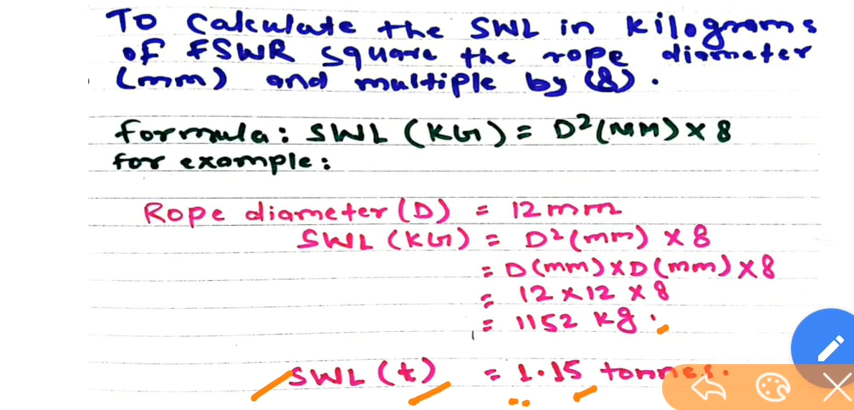 To calculate the SWL in kilograms
of FSWR square the rope diameter
(mm) and multiple by (8).
formula: SWL (KG) = D²(MM) × 8
for example:
Rope diameter (D) = 12mm
SWL (KG) = D²(mm) × 8
= D(mm) × D(mm) × 8
= 12 × 12 × 8
= 1152 kg.
SWL (t) = 1.15 tonnes.